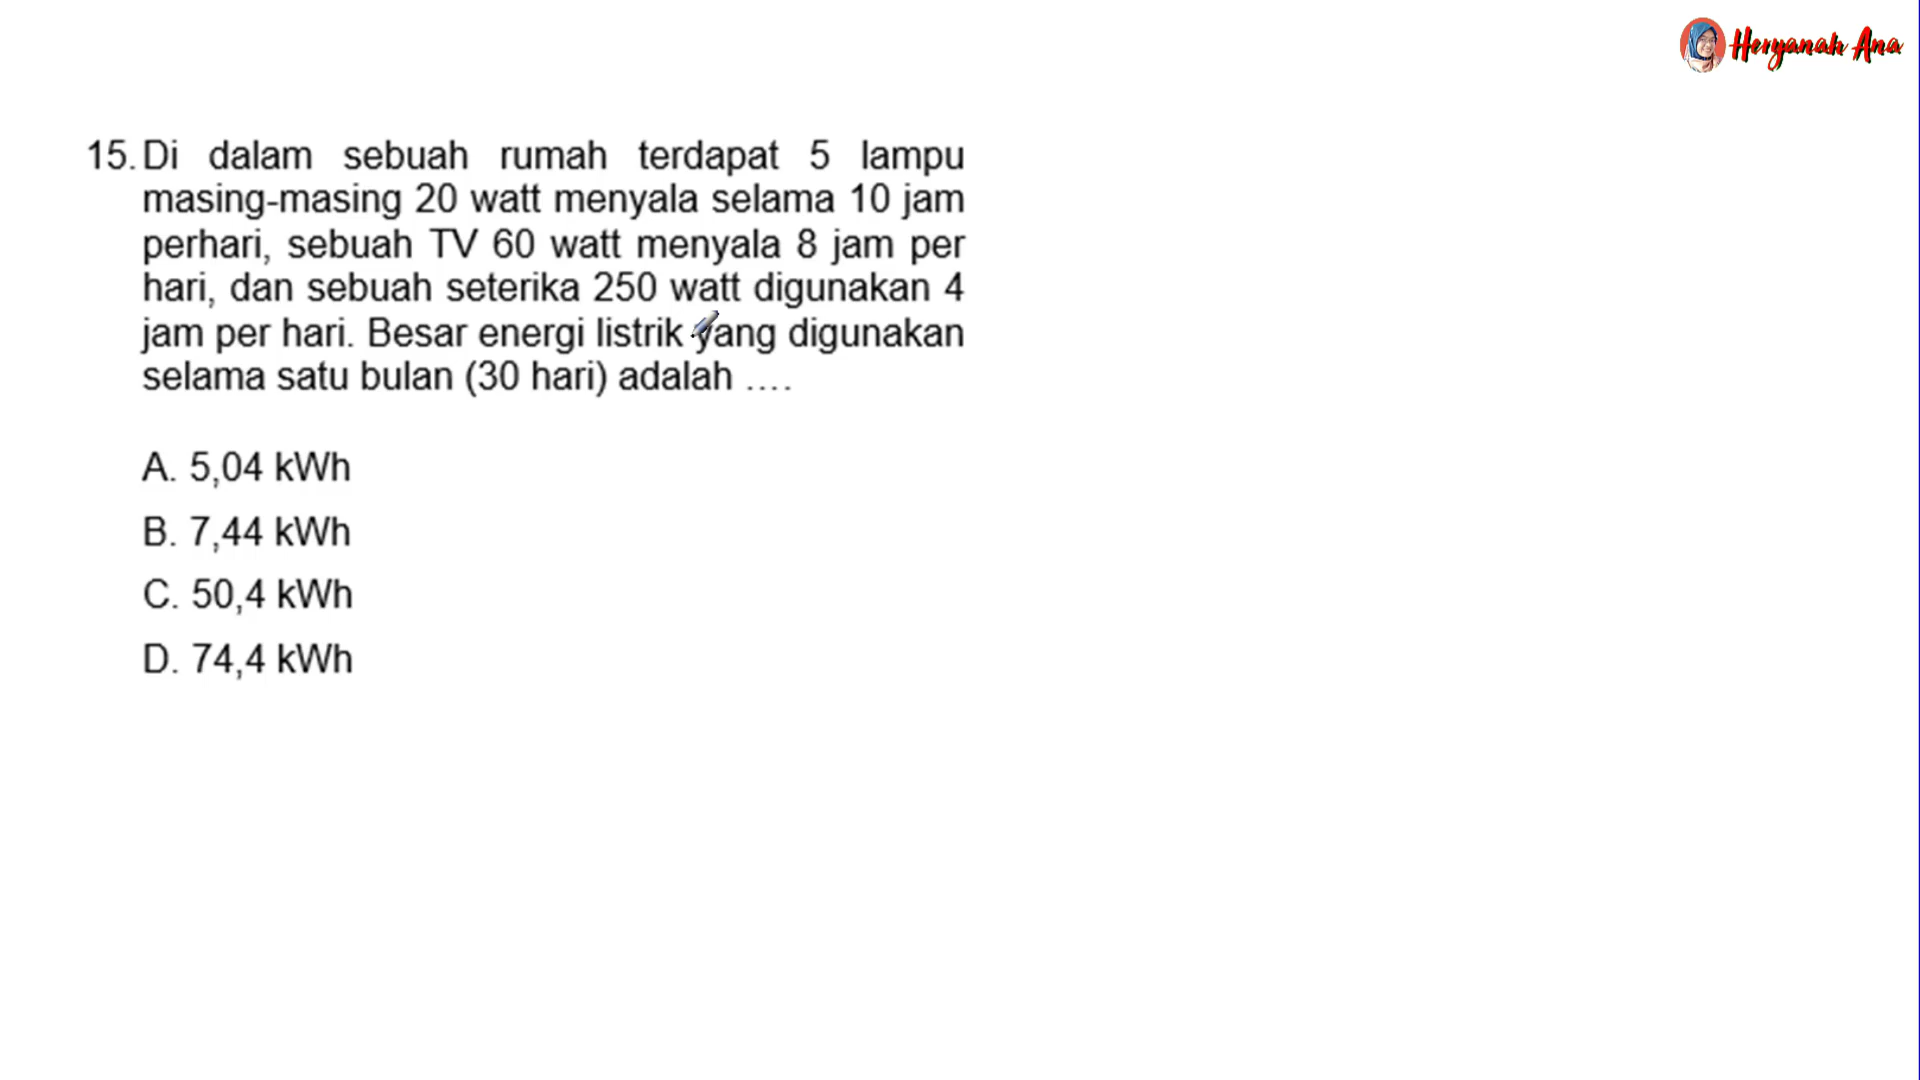 Heryanah Ana
15. Di dalam sebuah rumah terdapat 5 lampu
masing-masing 20 watt menyala selama 10 jam
perhari, sebuah TV 60 watt menyala 8 jam per
hari, dan sebuah seterika 250 watt digunakan 4
jam per hari. Besar energi listrik yang digunakan
selama satu bulan (30 hari) adalah ....
A. 5,04 kWh
B. 7,44 kWh
C. 50,4 kWh
D. 74,4 kWh